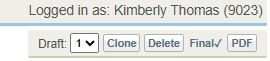 Logged in as: Kimberly Thomas (9023)
Draft: 1 Clone Delete Final✓ PDF